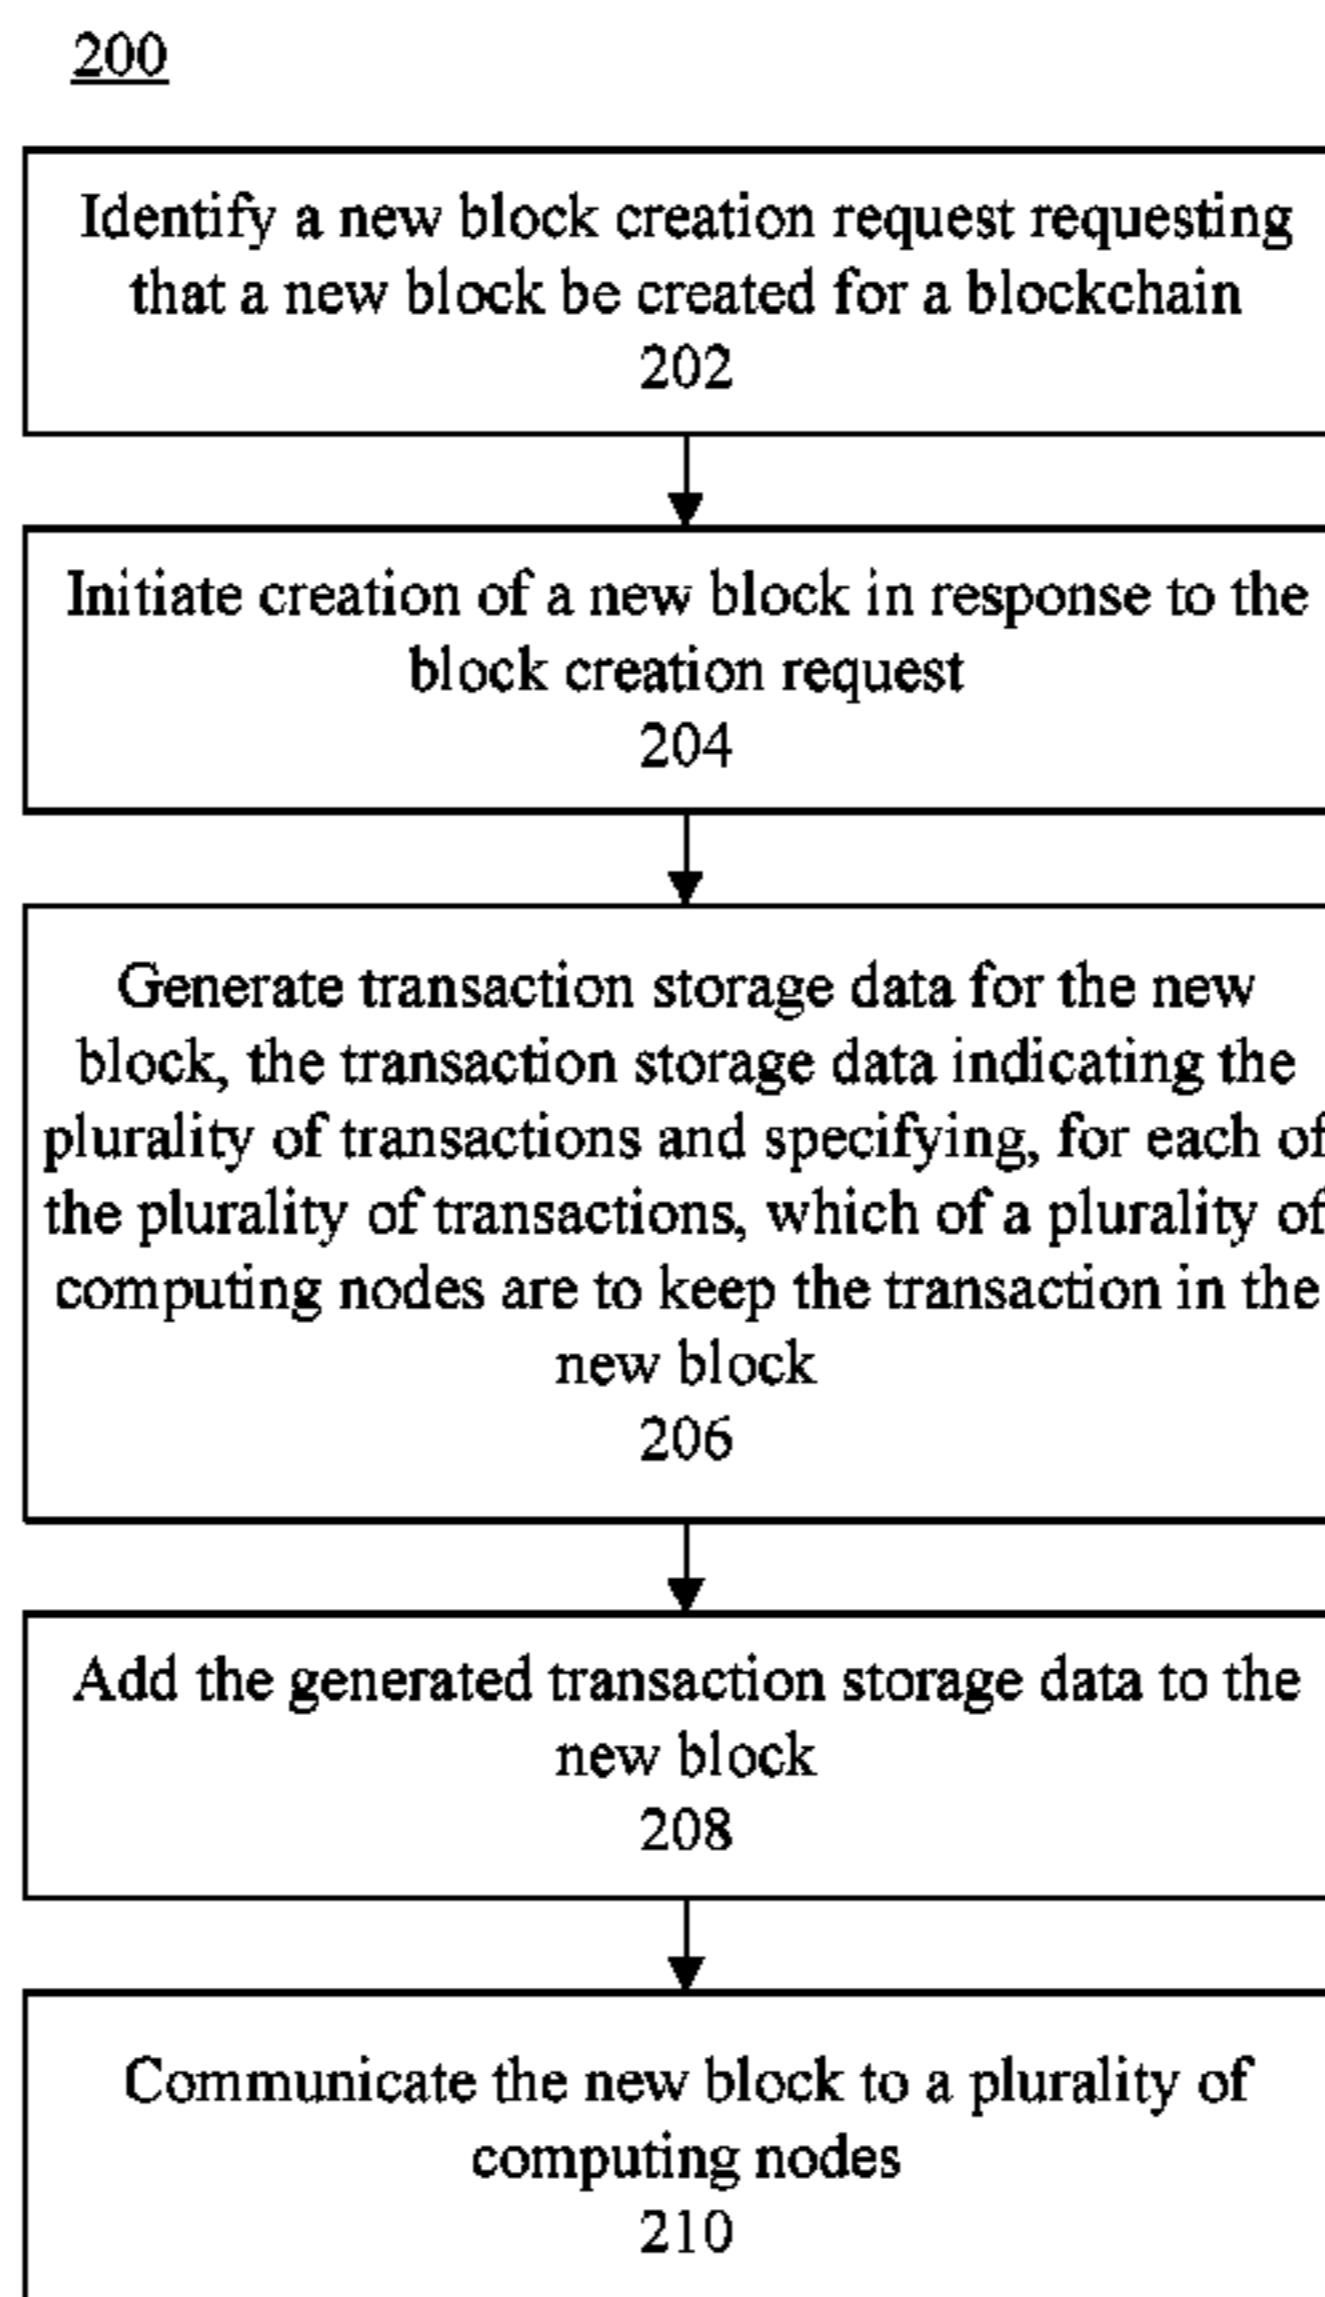 200
Identify a new block creation request requesting
that a new block be created for a blockchain
202
Initiate creation of a new block in response to the
block creation request
204
Generate transaction storage data for the new
block, the transaction storage data indicating the
plurality of transactions and specifying, for each of
the plurality of transactions, which of a plurality of
computing nodes are to keep the transaction in the
new block
206
Add the generated transaction storage data to the
new block
208
Communicate the new block to a plurality of
computing nodes
210